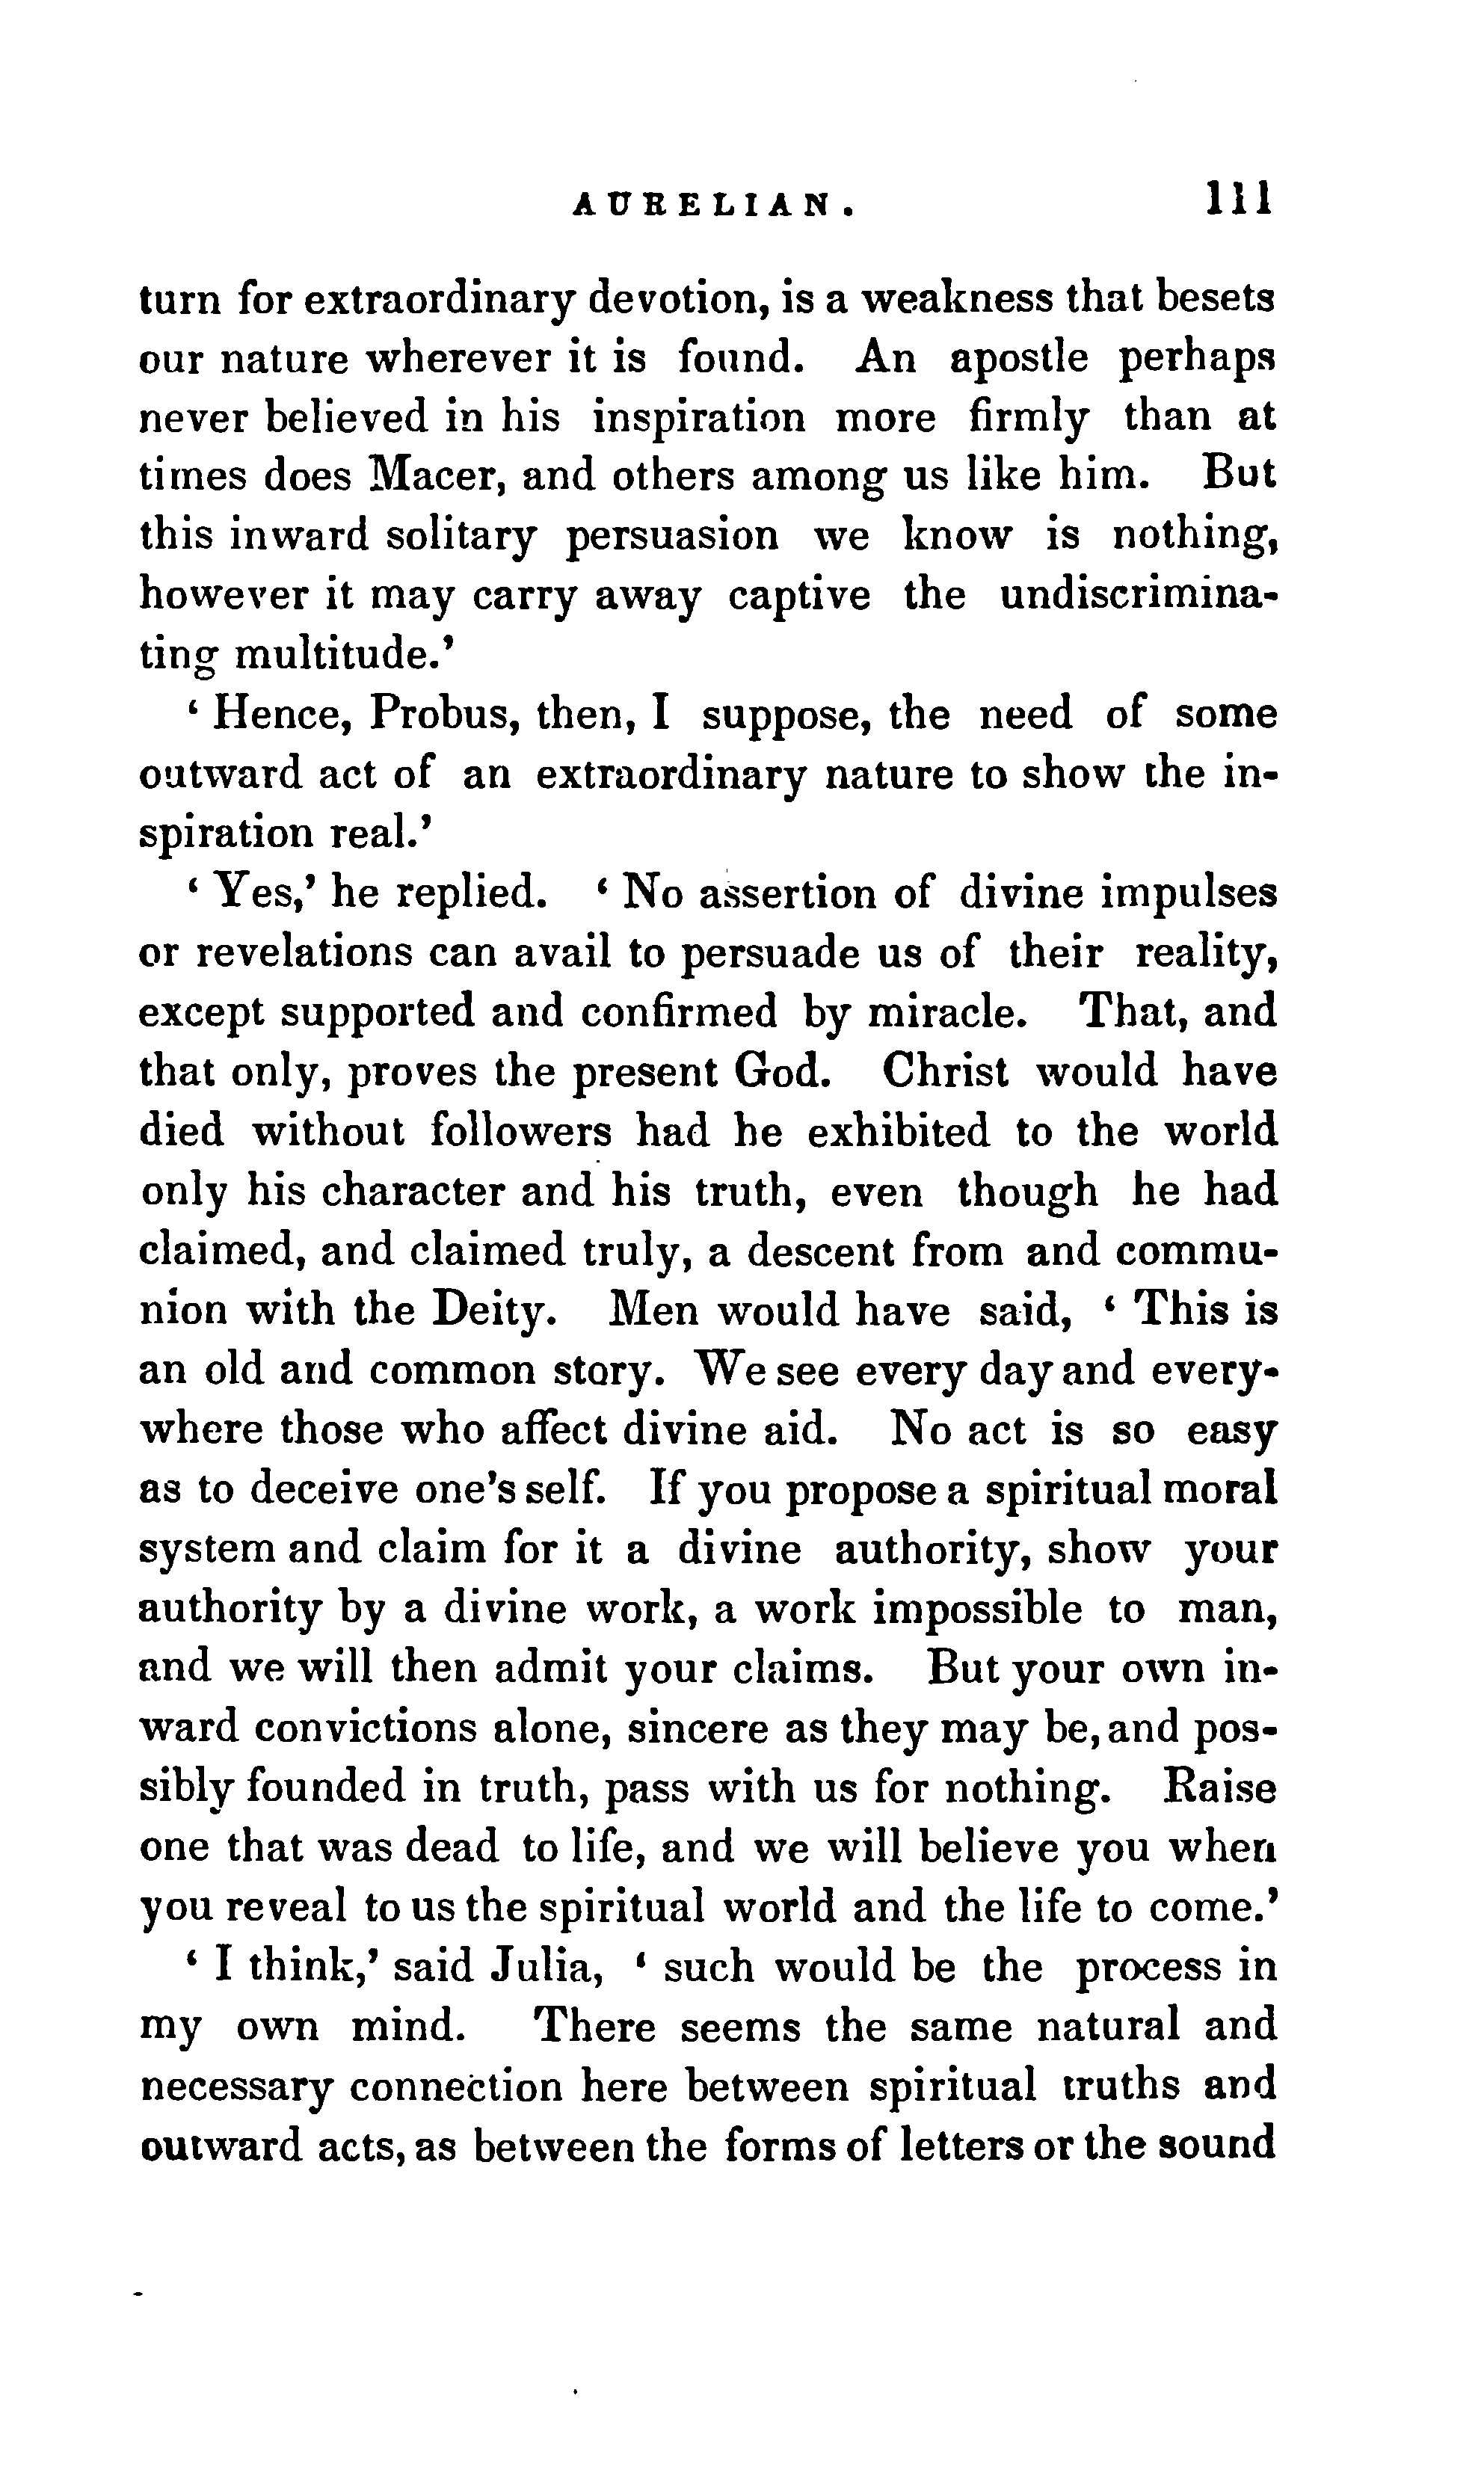 AURELIAN. 111
turn for extraordinary devotion, is a weakness that besets
our nature wherever it is found. An apostle perhaps
never believed in his inspiration more firmly than at
times does Macer, and others among us like him. But
this inward solitary persuasion we know is nothing,
however it may carry away captive the undiscrimina-
ting multitude.'
‘ Hence, Probus, then, I suppose, the need of some
outward act of an extraordinary nature to show the in-
spiration real.’
‘ Yes,’ he replied. ‘ No assertion of divine impulses
or revelations can avail to persuade us of their reality,
except supported and confirmed by miracle. That, and
that only, proves the present God. Christ would have
died without followers had he exhibited to the world
only his character and his truth, even though he had
claimed, and claimed truly, a descent from and commu-
nion with the Deity. Men would have said, ‘ This is
an old and common story. We see every day and every-
where those who affect divine aid. No act is so easy
as to deceive one’s self. If you propose a spiritual moral
system and claim for it a divine authority, show your
authority by a divine work, a work impossible to man,
and we will then admit your claims. But your own in-
ward convictions alone, sincere as they may be, and pos-
sibly founded in truth, pass with us for nothing. Raise
one that was dead to life, and we will believe you when
you reveal to us the spiritual world and the life to come.’
‘ I think,’ said Julia, ‘ such would be the process in
my own mind. There seems the same natural and
necessary connection here between spiritual truths and
outward acts, as between the forms of letters or the sound